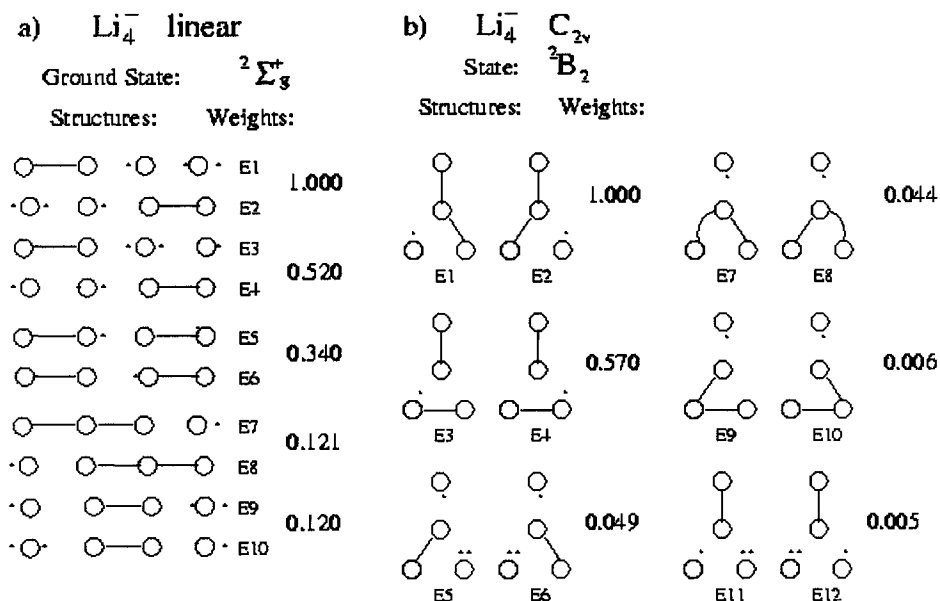 a) Li₄⁻ linear
Ground State: ²Σg⁺
Structures: Weights:
E1
1.000
E2
E3
0.520
E4
E5
0.340
E6
E7
0.121
E8
E9
0.120
E10
b) Li₄⁻ C₂ᵥ
State: ²B₂
Structures: Weights:
1.000
E1 E2
0.570
E3 E4
0.049
E5 E6
0.044
E7 E8
0.006
E9 E10
0.005
E11 E12